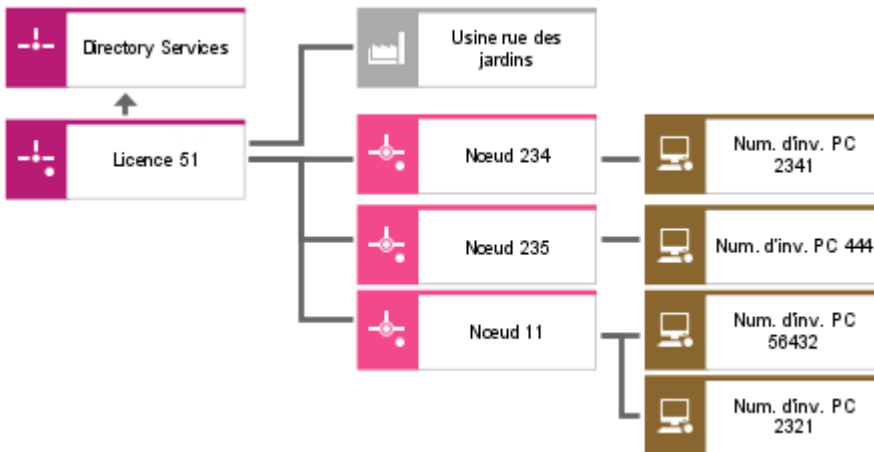 Directory Services
Usine rue des
jardins
Licence 51
Nœud 234
Num. d'inv. PC
2341
Nœud 235
Num. d'inv. PC 444
Nœud 11
Num. d'inv. PC
56432
Num. d'inv. PC
2321